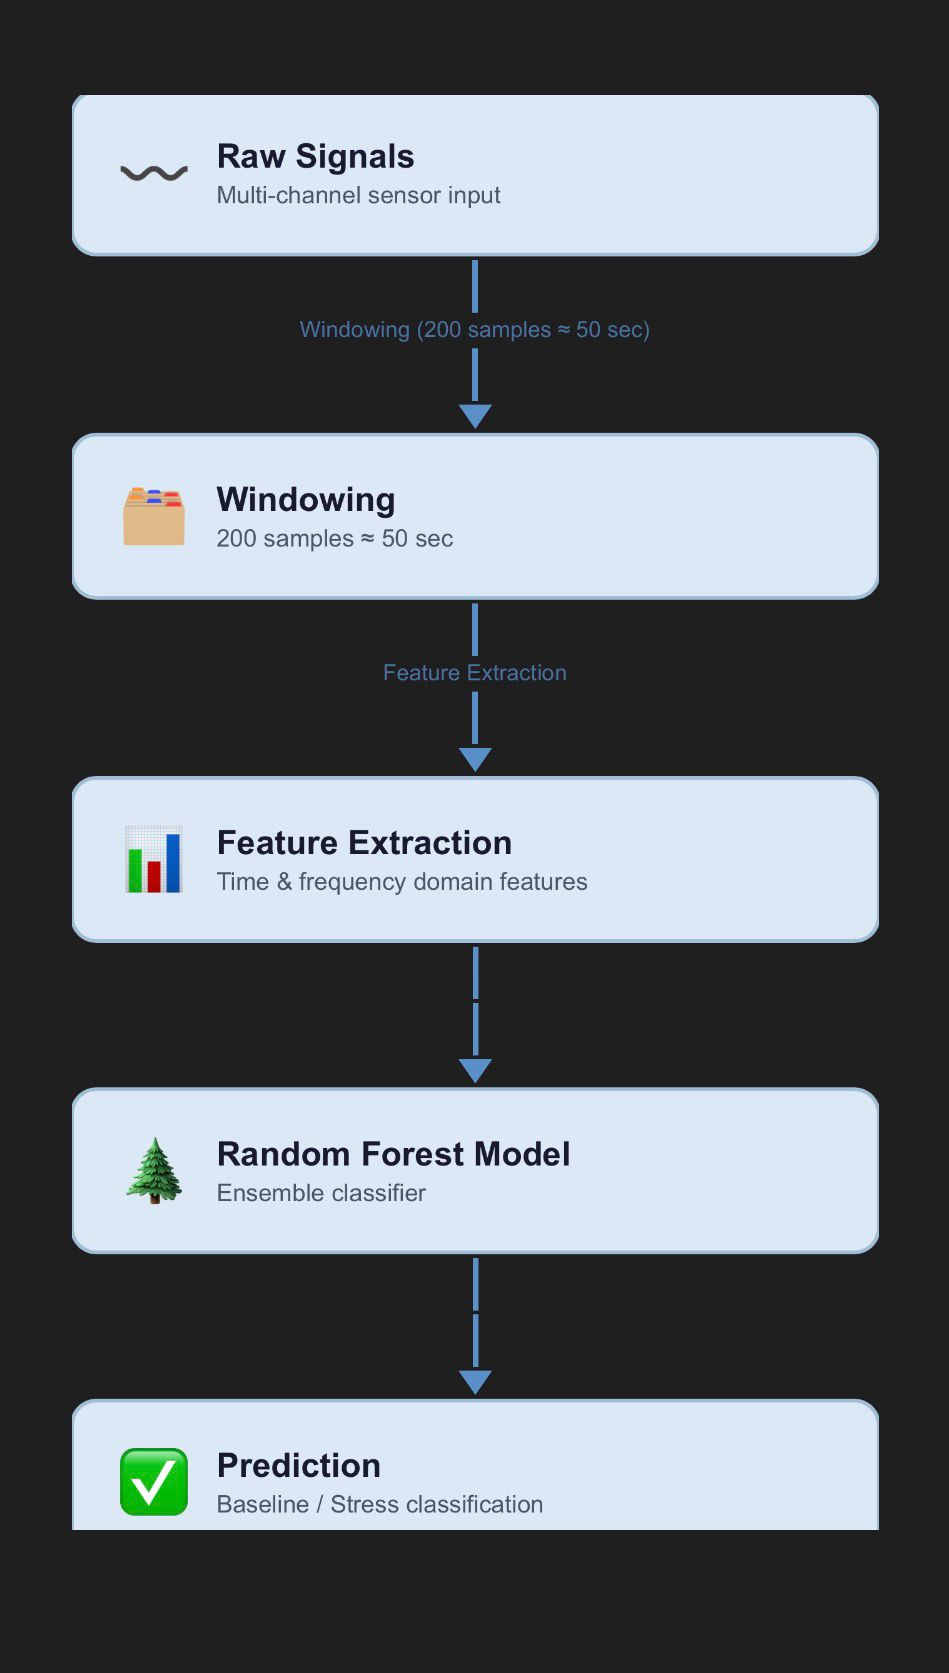 Raw Signals
Multi-channel sensor input
Windowing (200 samples ≈ 50 sec)
Windowing
200 samples ≈ 50 sec
Feature Extraction
Feature Extraction
Time & frequency domain features
Random Forest Model
Ensemble classifier
Prediction
Baseline / Stress classification